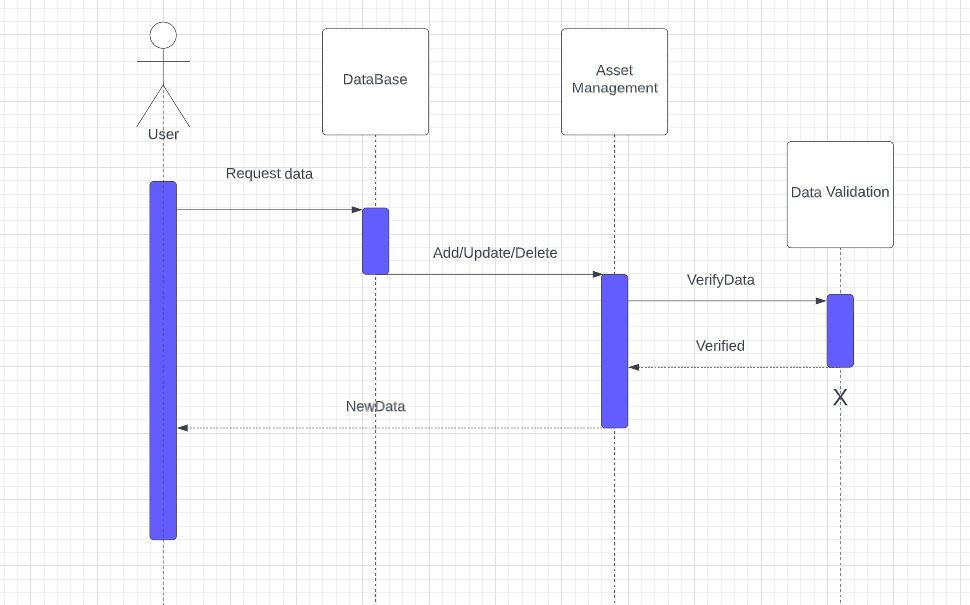 DataBase
Asset
Management
User
Request data
Data Validation
Add/Update/Delete
VerifyData
Verified
X
NewData